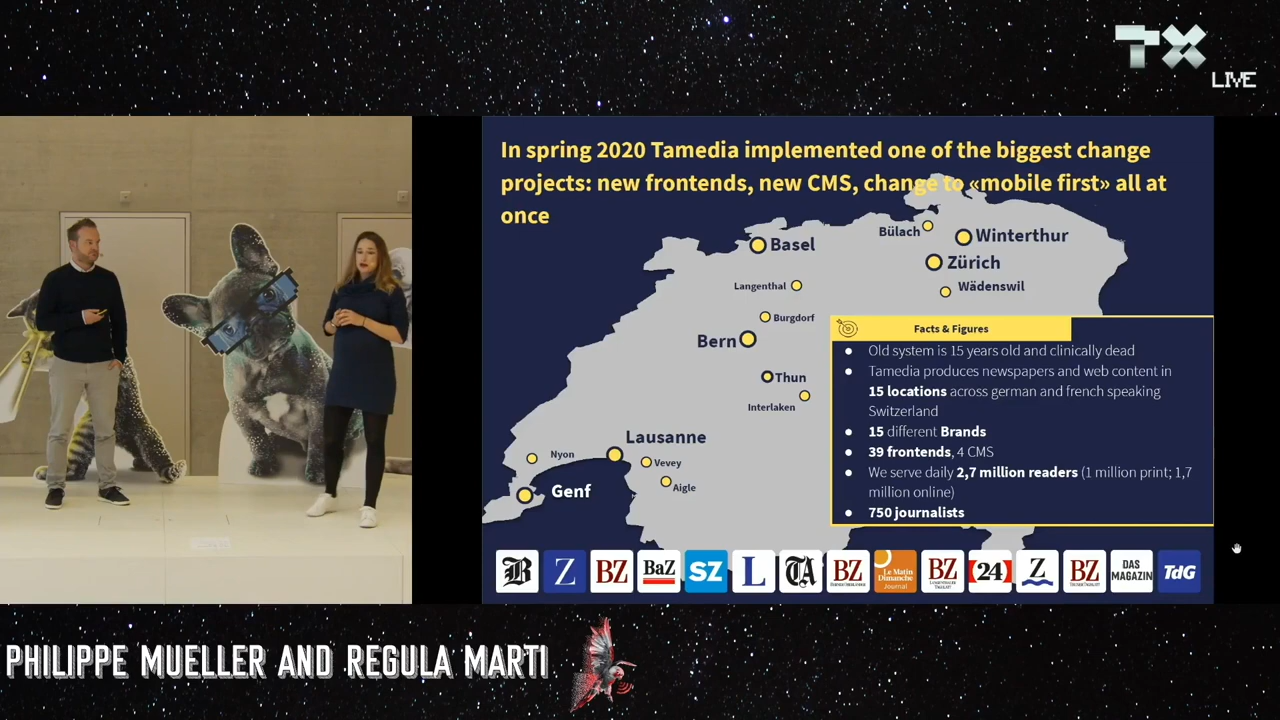 TX
LIVE
In spring 2020 Tamedia implemented one of the biggest change
projects: new frontends, new CMS, change to «mobile first» all at
once
Bülach
Winterthur
Basel
Zürich
Langenthal
Wädenswil
Burgdorf
Bern
Thun
Interlaken
Lausanne
Nyon
Vevey
Genf
Aigle
Facts & Figures
● Old system is 15 years old and clinically dead
● Tamedia produces newspapers and web content in
15 locations across german and french speaking
Switzerland
● 15 different Brands
● 39 frontends, 4 CMS
● We serve daily 2,7 million readers (1 million print; 1,7
million online)
● 750 journalists
B
Z
BZ
BaZ
SZ
L
TA
BZ
Le Matin
Dimanche
Journal
BZ
24
Z
BZ
DAS
MAGAZIN
TdG
PHILIPPE MUELLER AND REGULA MARTI